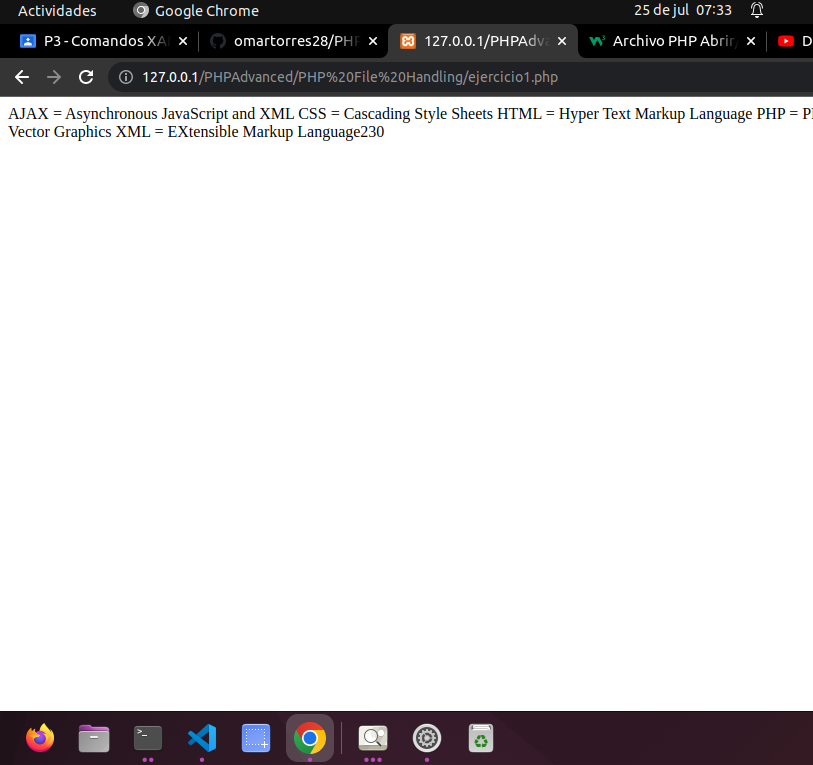 Actividades Google Chrome 25 de jul 07:33
P3 - Comandos XA omartorres28/PHP 127.0.0.1/PHPAdv Archivo PHP Abrir/ D
127.0.0.1/PHPAdvanced/PHP%20File%20Handling/ejercicio1.php
AJAX = Asynchronous JavaScript and XML CSS = Cascading Style Sheets HTML = Hyper Text Markup Language PHP = P
Vector Graphics XML = EXtensible Markup Language230